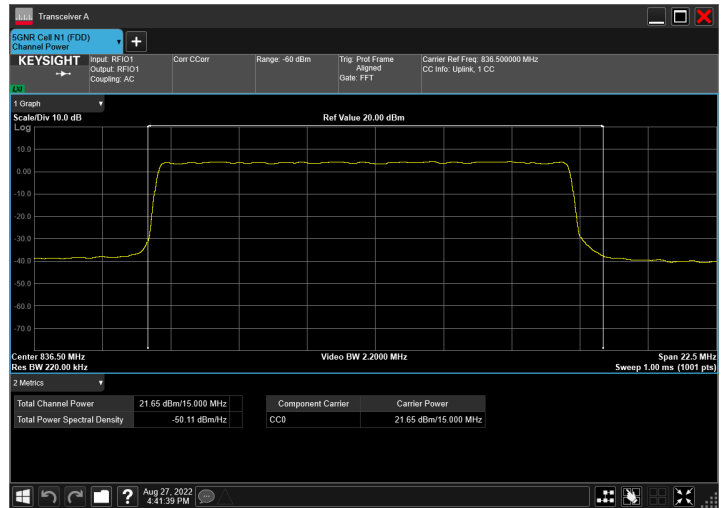 Transceiver A
5GNR Cell N1 (FDD)
Channel Power
KEYSIGHT
LXI
Input: RFIO1
Output: RFIO1
Coupling: AC
Corr CCorr
Range: -60 dBm
Trig: Prot Frame
Aligned
Gate: FFT
Carrier Ref Freq: 836.500000 MHz
CC Info: Uplink, 1 CC
1 Graph
Scale/Div 10.0 dB
Ref Value 20.00 dBm
Log
10.0
0.00
-10.0
-20.0
-30.0
-40.0
-50.0
-60.0
-70.0
Center 836.50 MHz
Video BW 2.2000 MHz
Span 22.5 MHz
Res BW 220.00 kHz
Sweep 1.00 ms (1001 pts)
2 Metrics
Total Channel Power 21.65 dBm/15.000 MHz
Total Power Spectral Density -50.11 dBm/Hz
Component Carrier Carrier Power
CC0 21.65 dBm/15.000 MHz
?
Aug 27, 2022
4:41:39 PM